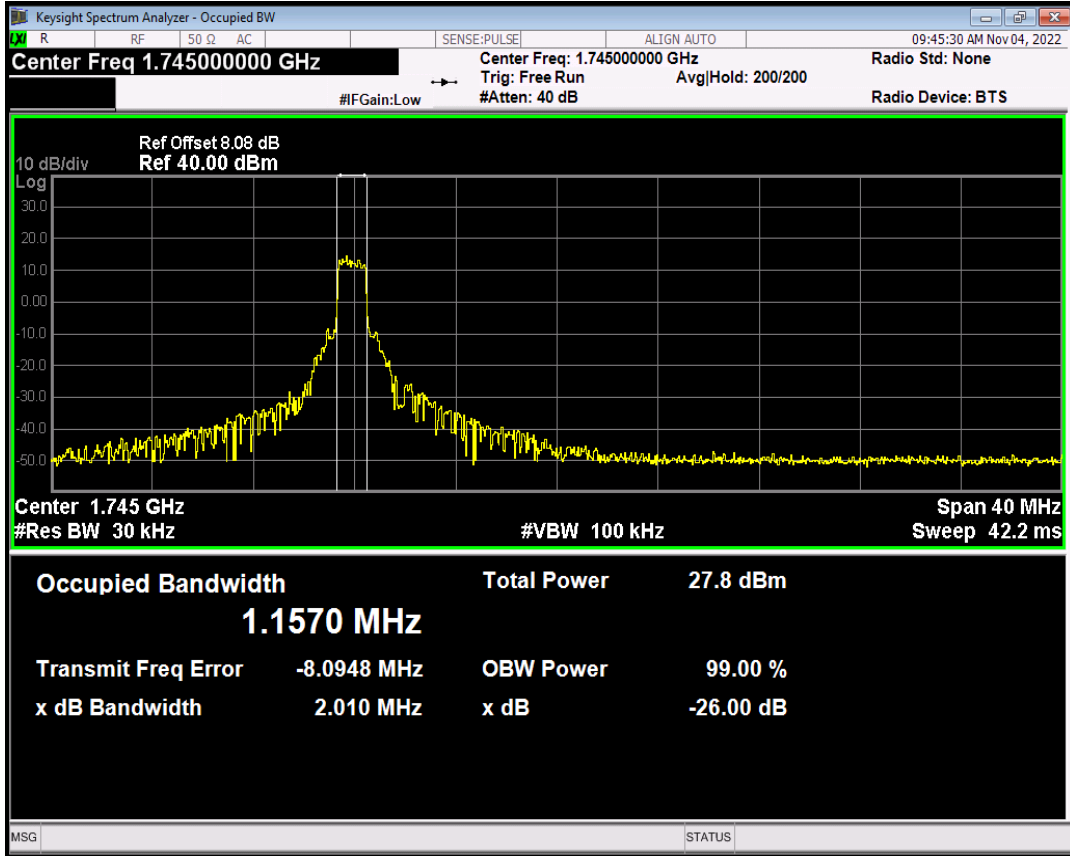 Keysight Spectrum Analyzer - Occupied BW
LXI R RF 50 Ω AC SENSE:PULSE ALIGN AUTO 09:45:30 AM Nov 04, 2022
Center Freq 1.745000000 GHz
Center Freq: 1.745000000 GHz
Radio Std: None
Trig: Free Run Avg|Hold: 200/200
#IFGain:Low #Atten: 40 dB Radio Device: BTS
Ref Offset 8.08 dB
10 dB/div Ref 40.00 dBm
Log
30.0
20.0
10.0
0.00
-10.0
-20.0
-30.0
-40.0
-50.0
Center 1.745 GHz Span 40 MHz
#Res BW 30 kHz #VBW 100 kHz Sweep 42.2 ms
Occupied Bandwidth Total Power 27.8 dBm
1.1570 MHz
Transmit Freq Error -8.0948 MHz OBW Power 99.00 %
x dB Bandwidth 2.010 MHz x dB -26.00 dB
MSG STATUS